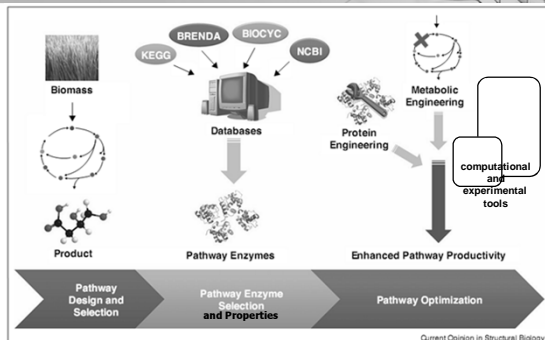 KEGG
BRENDA
BIOCYC
NCBI
Biomass
Databases
Metabolic
Engineering
Protein
Engineering
computational
and
experimental
tools
Product
Pathway Enzymes
Enhanced Pathway Productivity
Pathway
Design and
Selection
Pathway Enzyme
Selection
and Properties
Pathway Optimization
Current Opinion in Structural Biology